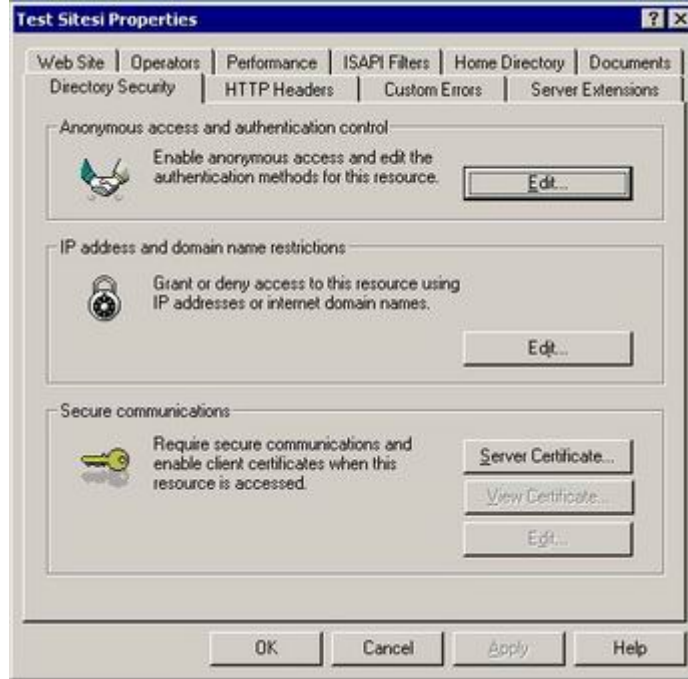 Test Sitesi Properties
Web Site Operators Performance ISAPI Filters Home Directory Documents
Directory Security HTTP Headers Custom Errors Server Extensions
Anonymous access and authentication control
Enable anonymous access and edit the
authentication methods for this resource.
Edit...
IP address and domain name restrictions
Grant or deny access to this resource using
IP addresses or internet domain names.
Edit...
Secure communications
Require secure communications and
enable client certificates when this
resource is accessed.
Server Certificate...
View Certificate...
Edit...
OK Cancel Apply Help